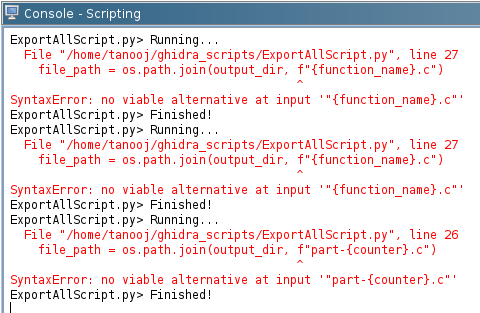 Console - Scripting
ExportAllScript.py> Running...
  File "/home/tanooj/ghidra_scripts/ExportAllScript.py", line 27
    file_path = os.path.join(output_dir, f"{function_name}.c")
                                          ^
SyntaxError: no viable alternative at input '"{function_name}.c"'
ExportAllScript.py> Finished!
ExportAllScript.py> Running...
  File "/home/tanooj/ghidra_scripts/ExportAllScript.py", line 27
    file_path = os.path.join(output_dir, f"{function_name}.c")
                                          ^
SyntaxError: no viable alternative at input '"{function_name}.c"'
ExportAllScript.py> Finished!
ExportAllScript.py> Running...
  File "/home/tanooj/ghidra_scripts/ExportAllScript.py", line 26
    file_path = os.path.join(output_dir, f"part-{counter}.c")
                                          ^
SyntaxError: no viable alternative at input '"part-{counter}.c"'
ExportAllScript.py> Finished!